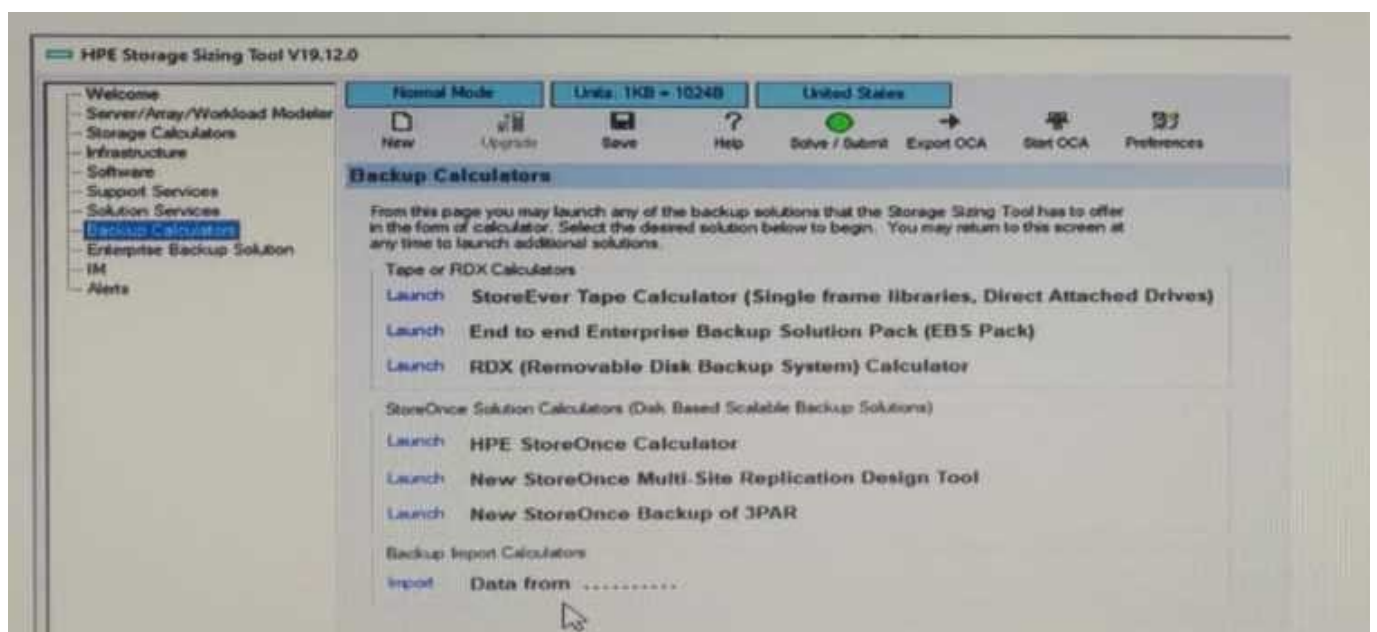 HPE Storage Sizing Tool V19.12.0
Welcome
Server/Array/Workload Modeler
Storage Calculators
Infrastructure
Software
Support Services
Solution Services
Backup Calculators
Enterprise Backup Solution
IM
Alerts
Normal Mode
Units: 1KB = 1024B
United States
New
Upgrade
Save
Help
Solve / Submit
Export OCA
Start OCA
Preferences
Backup Calculators
From this page you may launch any of the backup solutions that the Storage Sizing Tool has to offer
in the form of calculator. Select the desired solution below to begin. You may return to this screen at
any time to launch additional solutions.
Tape or RDX Calculators
Launch StoreEver Tape Calculator (Single frame libraries, Direct Attached Drives)
Launch End to end Enterprise Backup Solution Pack (EBS Pack)
Launch RDX (Removable Disk Backup System) Calculator
StoreOnce Solution Calculators (Disk Based Scalable Backup Solutions)
Launch HPE StoreOnce Calculator
Launch New StoreOnce Multi-Site Replication Design Tool
Launch New StoreOnce Backup of 3PAR
Backup Import Calculators
Import Data from ..........